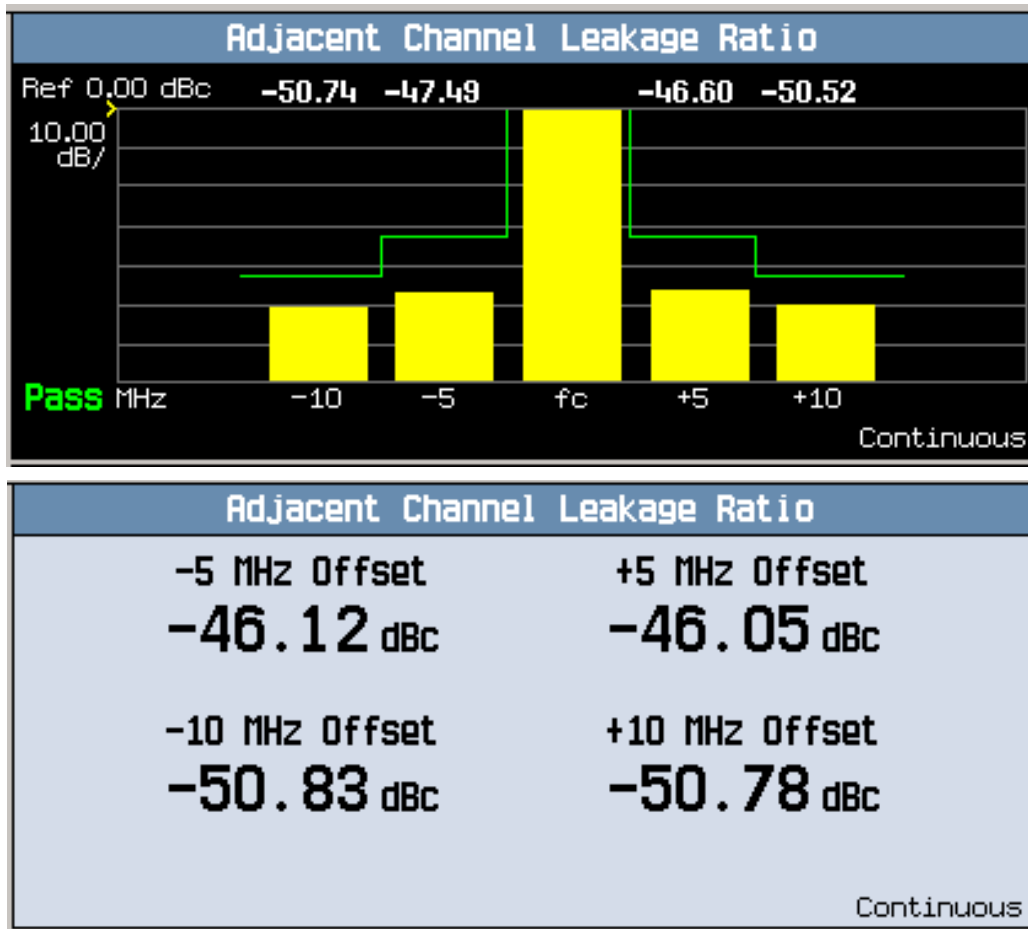 Adjacent Channel Leakage Ratio
Ref 0.00 dBc -50.74 -47.49 -46.60 -50.52
10.00
dB/
Pass MHz -10 -5 fc +5 +10
Continuous
Adjacent Channel Leakage Ratio
-5 MHz Offset +5 MHz Offset
-46.12 dBc -46.05 dBc
-10 MHz Offset +10 MHz Offset
-50.83 dBc -50.78 dBc
Continuous